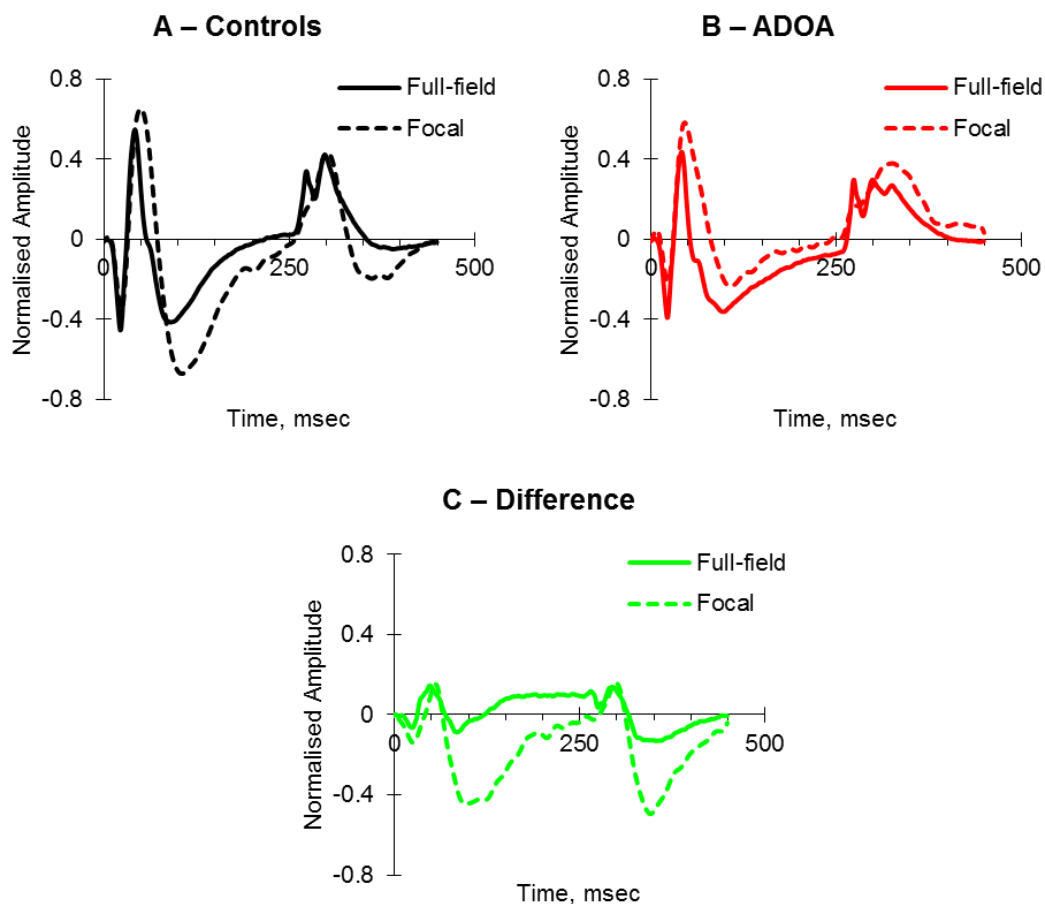 A – Controls
0.8
0.4
0
-0.4
-0.8
Normalised Amplitude
Full-field
Focal
0
250
500
Time, msec
B – ADOA
0.8
0.4
0
-0.4
-0.8
Normalised Amplitude
Full-field
Focal
0
250
500
Time, msec
C – Difference
0.8
0.4
0
-0.4
-0.8
Normalised Amplitude
Full-field
Focal
0
250
500
Time, msec